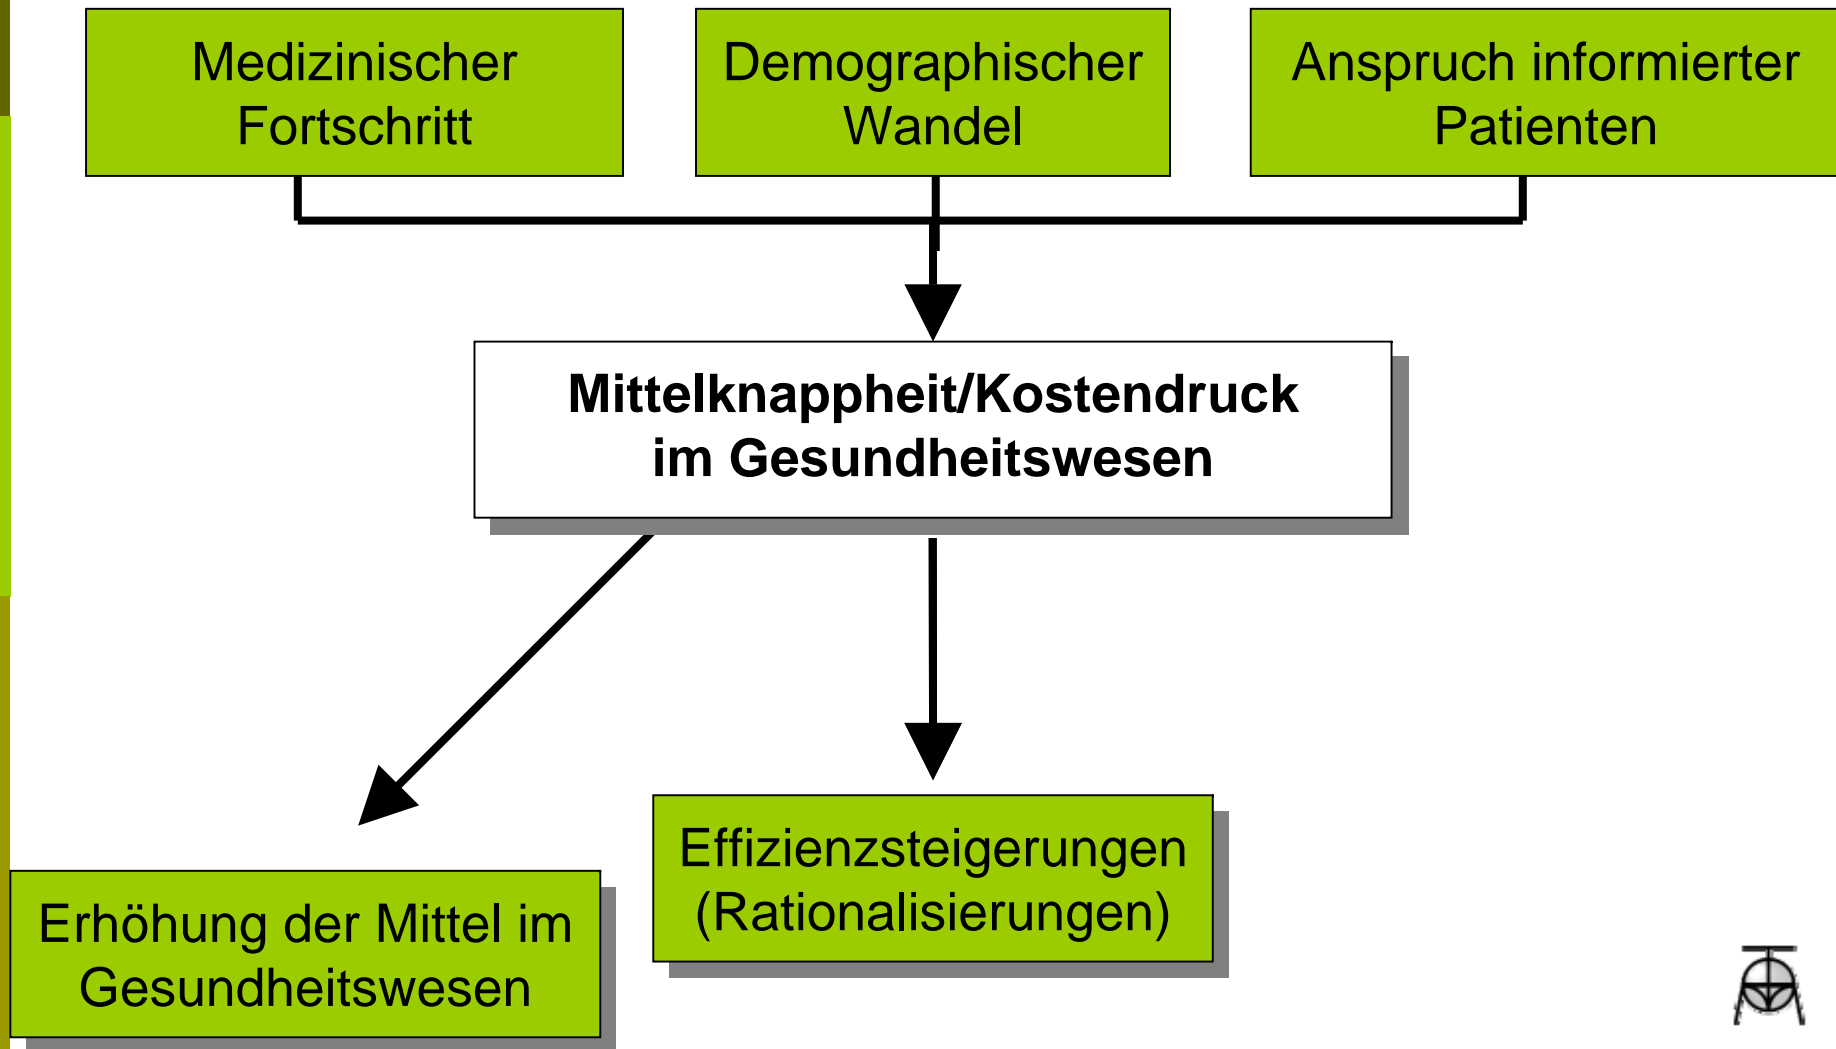 Medizinischer
Fortschritt
Demographischer
Wandel
Anspruch informierter
Patienten
Mittelknappheit/Kostendruck
im Gesundheitswesen
Effizienzsteigerungen
(Rationalisierungen)
Erhöhung der Mittel im
Gesundheitswesen